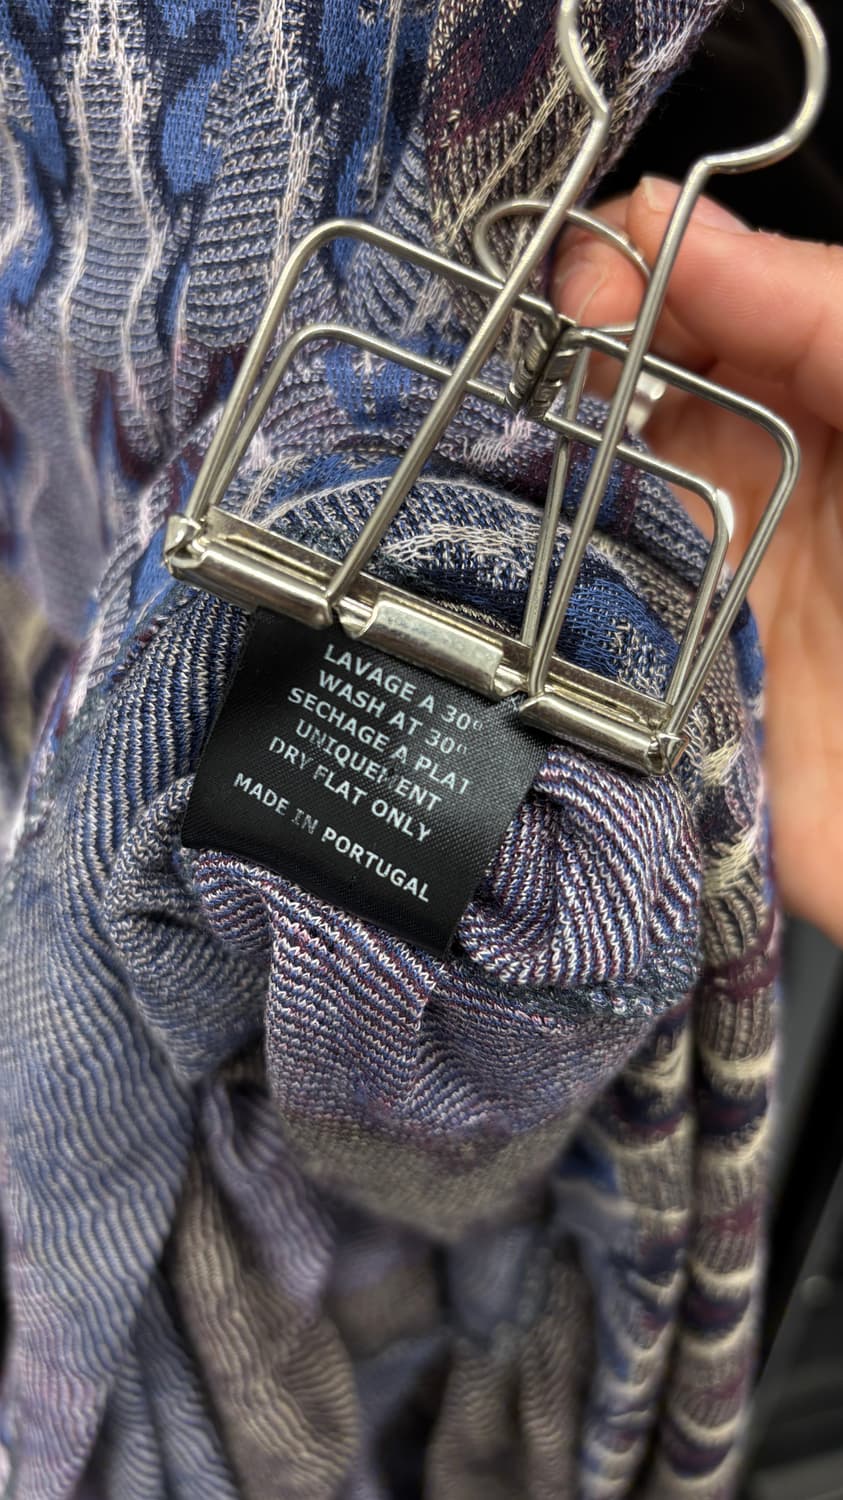 LAVAGE A 30°
WASH AT 30°
SECHAGE A PLAT
UNIQUEMENT
DRY FLAT ONLY
MADE IN PORTUGAL